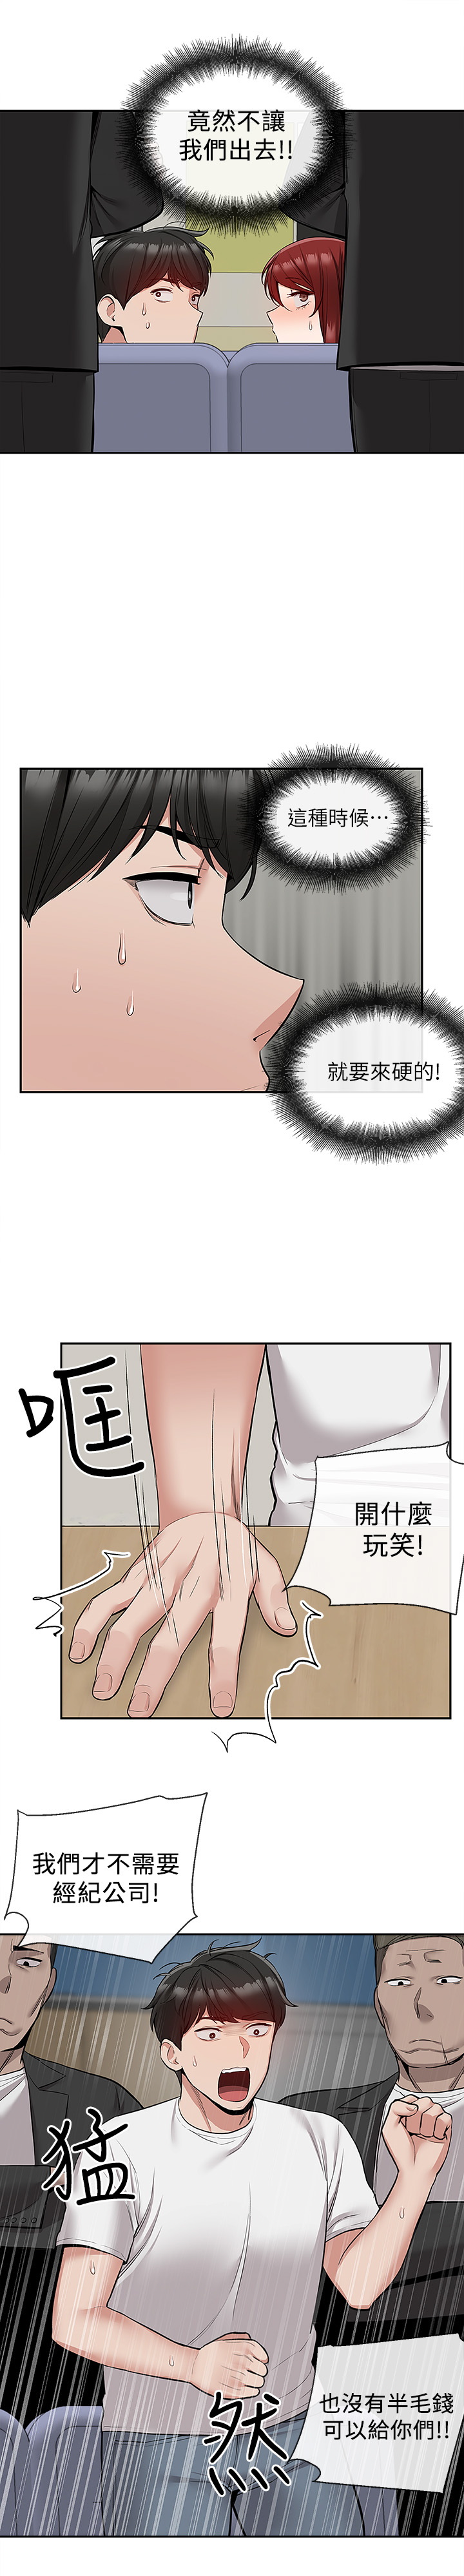 竟然不讓
我們出去!!
這種時候…
就要來硬的!
哐
開什麼
玩笑!
我們才不需要
經紀公司!
猛
然
也沒有半毛錢
可以給你們!!